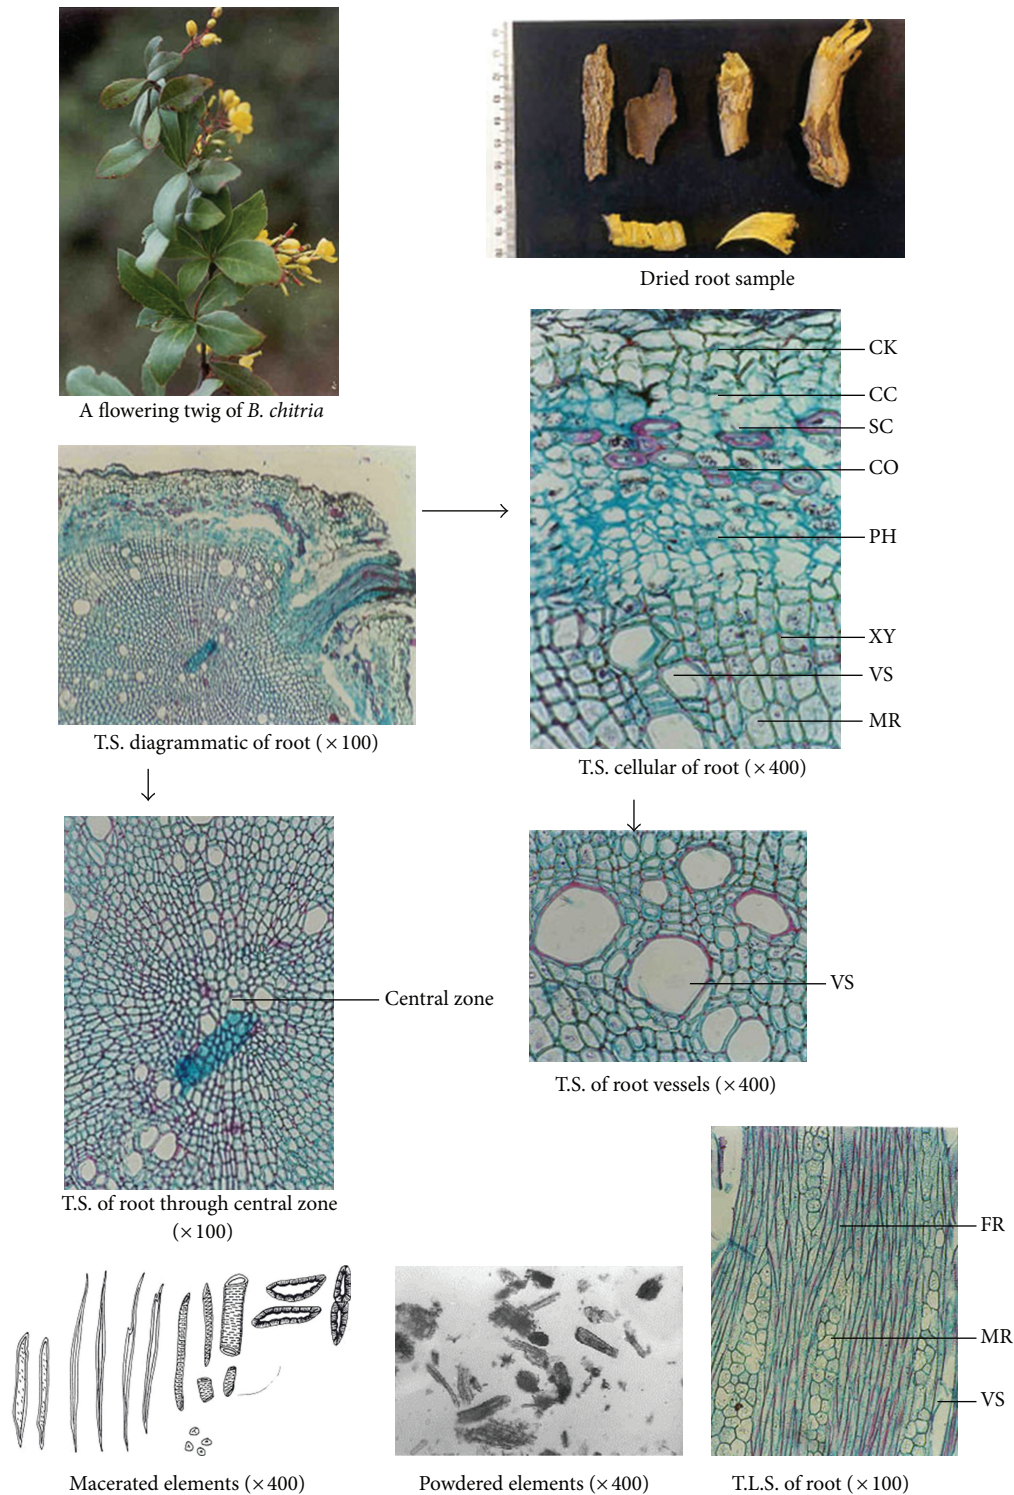 A flowering twig of B. chitria
Dried root sample
CK
CC
SC
CO
PH
XY
VS
MR
T.S. diagrammatic of root (×100)
T.S. cellular of root (×400)
Central zone
VS
T.S. of root vessels (×400)
T.S. of root through central zone
(×100)
FR
MR
VS
Macerated elements (×400)
Powdered elements (×400)
T.L.S. of root (×100)